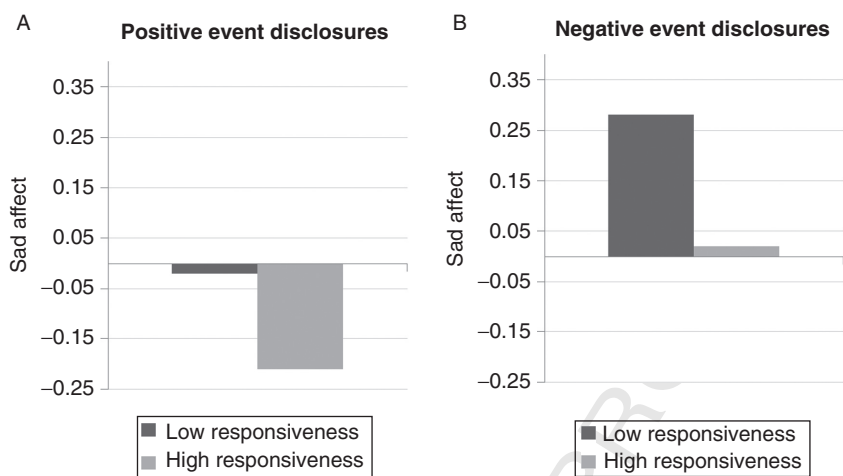 A
Positive event disclosures
Sad affect
0.35
0.25
0.15
0.05
–0.05
–0.15
–0.25
Low responsiveness
High responsiveness
B
Negative event disclosures
Sad affect
0.35
0.25
0.15
0.05
–0.05
–0.15
–0.25
Low responsiveness
High responsiveness